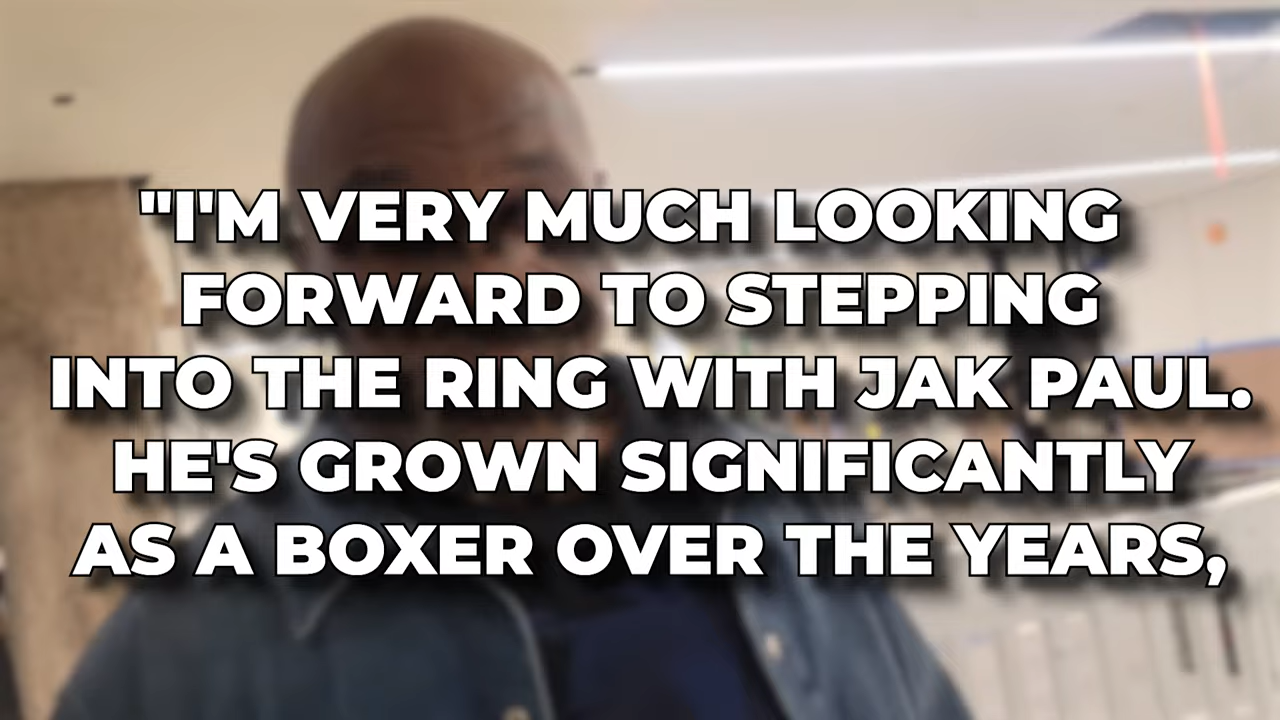 "I'M VERY MUCH LOOKING
FORWARD TO STEPPING
INTO THE RING WITH JAK PAUL.
HE'S GROWN SIGNIFICANTLY
AS A BOXER OVER THE YEARS,